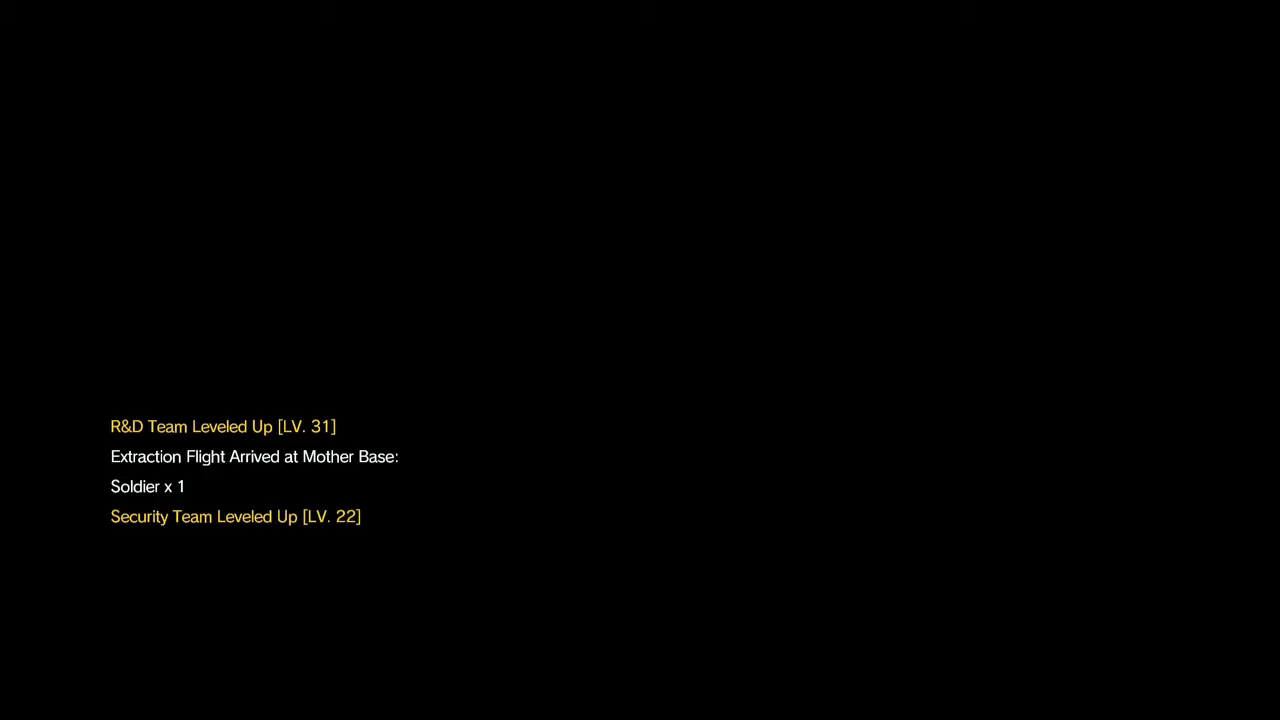 R&D Team Leveled Up [LV. 31]
Extraction Flight Arrived at Mother Base:
Soldier x 1
Security Team Leveled Up [LV. 22]